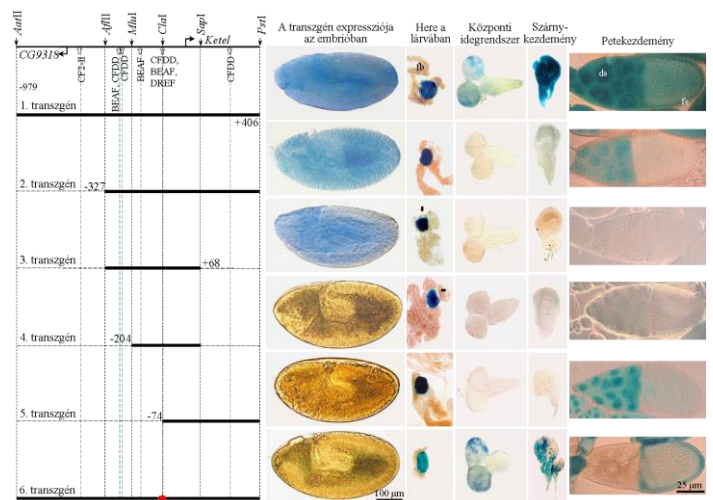 AatII
AflII
MluI
ClaI
SapI
PstI
Ketel
CG9318
CF2-II
BEAF, CFDD
CFDD
BEAF
CFDD,
BEAF,
DREF
CFDD
-979
1. transzgén
+406
-327
2. transzgén
+68
3. transzgén
-204
4. transzgén
-74
5. transzgén
6. transzgén
A transzgén expressziója
az embrióban
Here a
lárvában
Központi
idegrendszer
Szárny-
kezdemény
Petekezdemény
fb
ds
fs
100 µm
25 µm